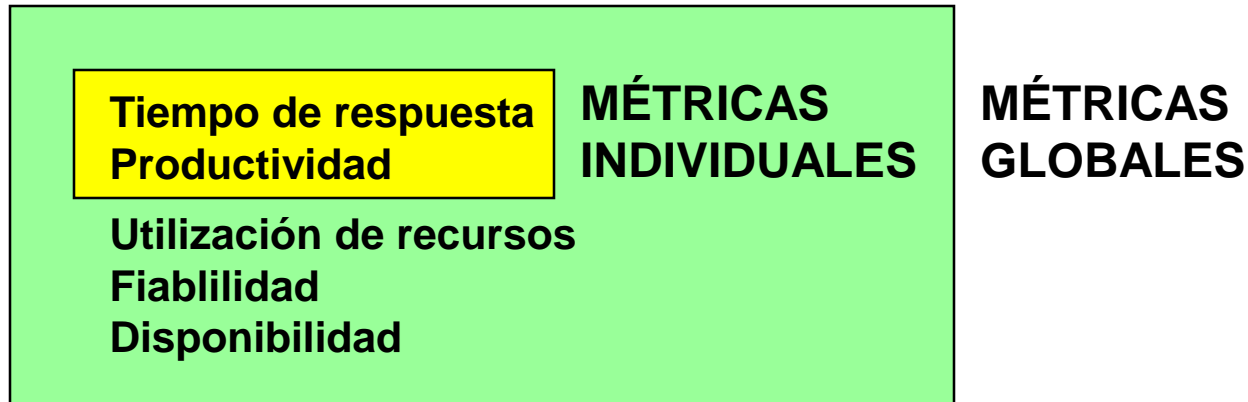 Tiempo de respuesta
Productividad
MÉTRICAS
INDIVIDUALES
MÉTRICAS
GLOBALES
Utilización de recursos
Fiablilidad
Disponibilidad